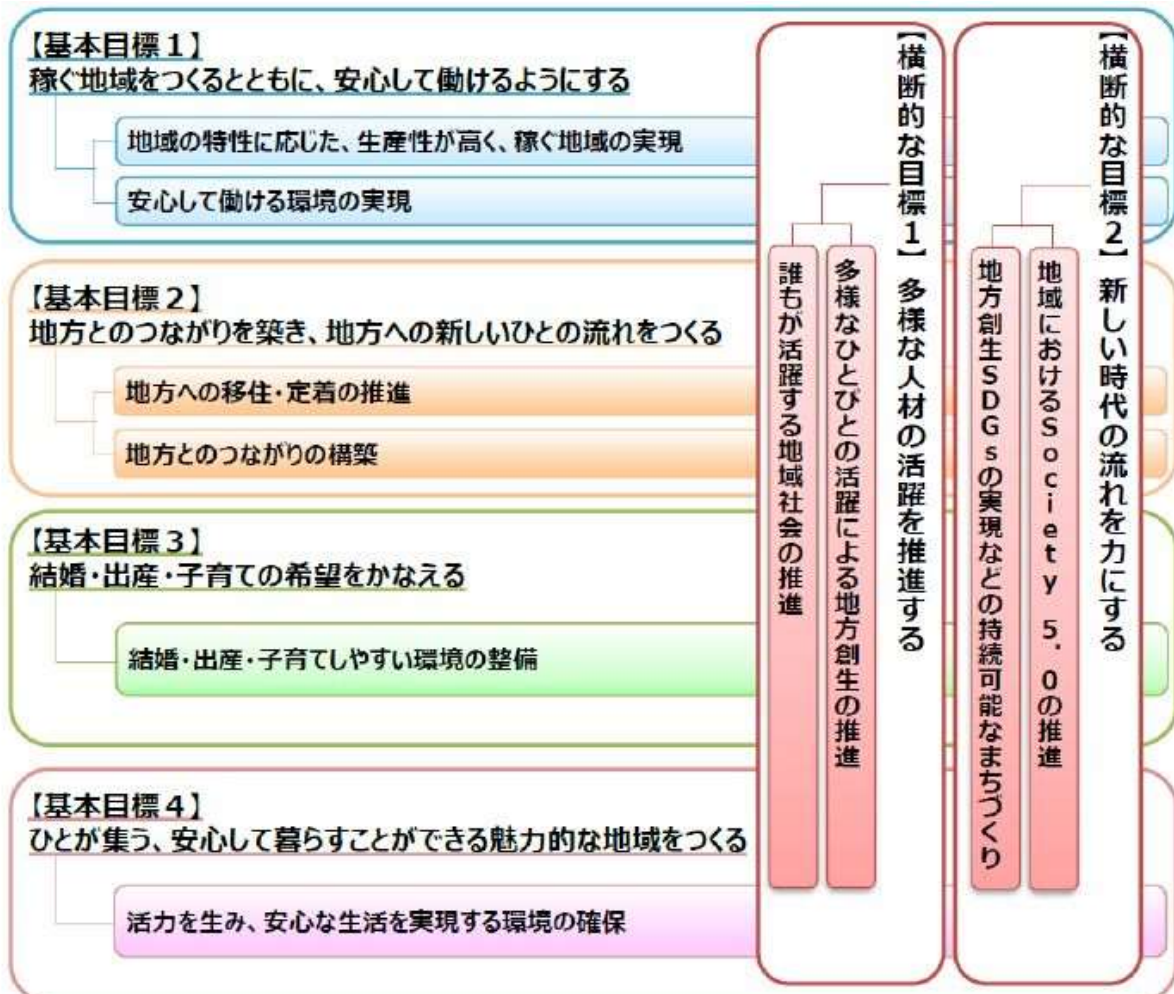 【基本目標１】
稼ぐ地域をつくるとともに、安心して働けるようにする
地域の特性に応じた、生産性が高く、稼ぐ地域の実現
安心して働ける環境の実現
【基本目標２】
地方とのつながりを築き、地方への新しいひとの流れをつくる
地方への移住・定着の推進
地方とのつながりの構築
【基本目標３】
結婚・出産・子育ての希望をかなえる
結婚・出産・子育てしやすい環境の整備
【基本目標４】
ひとが集う、安心して暮らすことができる魅力的な地域をつくる
活力を生み、安心な生活を実現する環境の確保
【横断的な目標１】多様な人材の活躍を推進する
多様なひとびとの活躍による地方創生の推進
誰もが活躍する地域社会の推進
【横断的な目標２】新しい時代の流れを力にする
地域におけるＳｏｃｉｅｔｙ ５．０の推進
地方創生ＳＤＧｓの実現などの持続可能なまちづくり